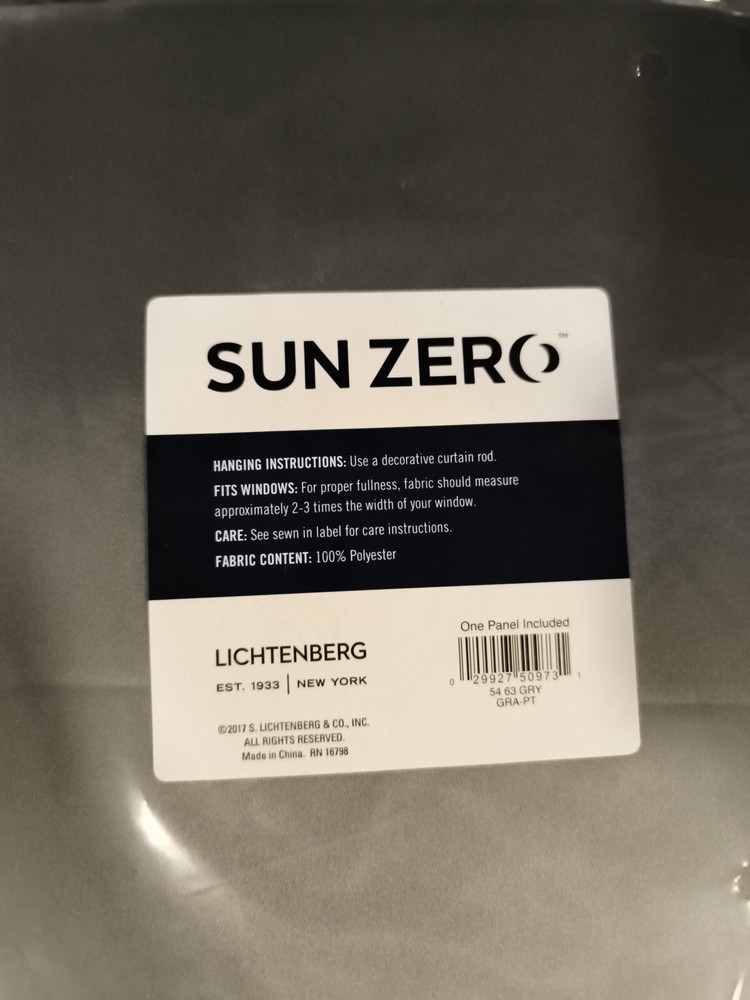 SUN ZERO™
HANGING INSTRUCTIONS: Use a decorative curtain rod.
FITS WINDOWS: For proper fullness, fabric should measure
approximately 2-3 times the width of your window.
CARE: See sewn in label for care instructions.
FABRIC CONTENT: 100% Polyester
LICHTENBERG
EST. 1933 | NEW YORK
©2017 S. LICHTENBERG & CO., INC.
ALL RIGHTS RESERVED.
Made in China. RN 16798
One Panel Included
0 29927 50973 1
54 63 GRY
GRA-PT